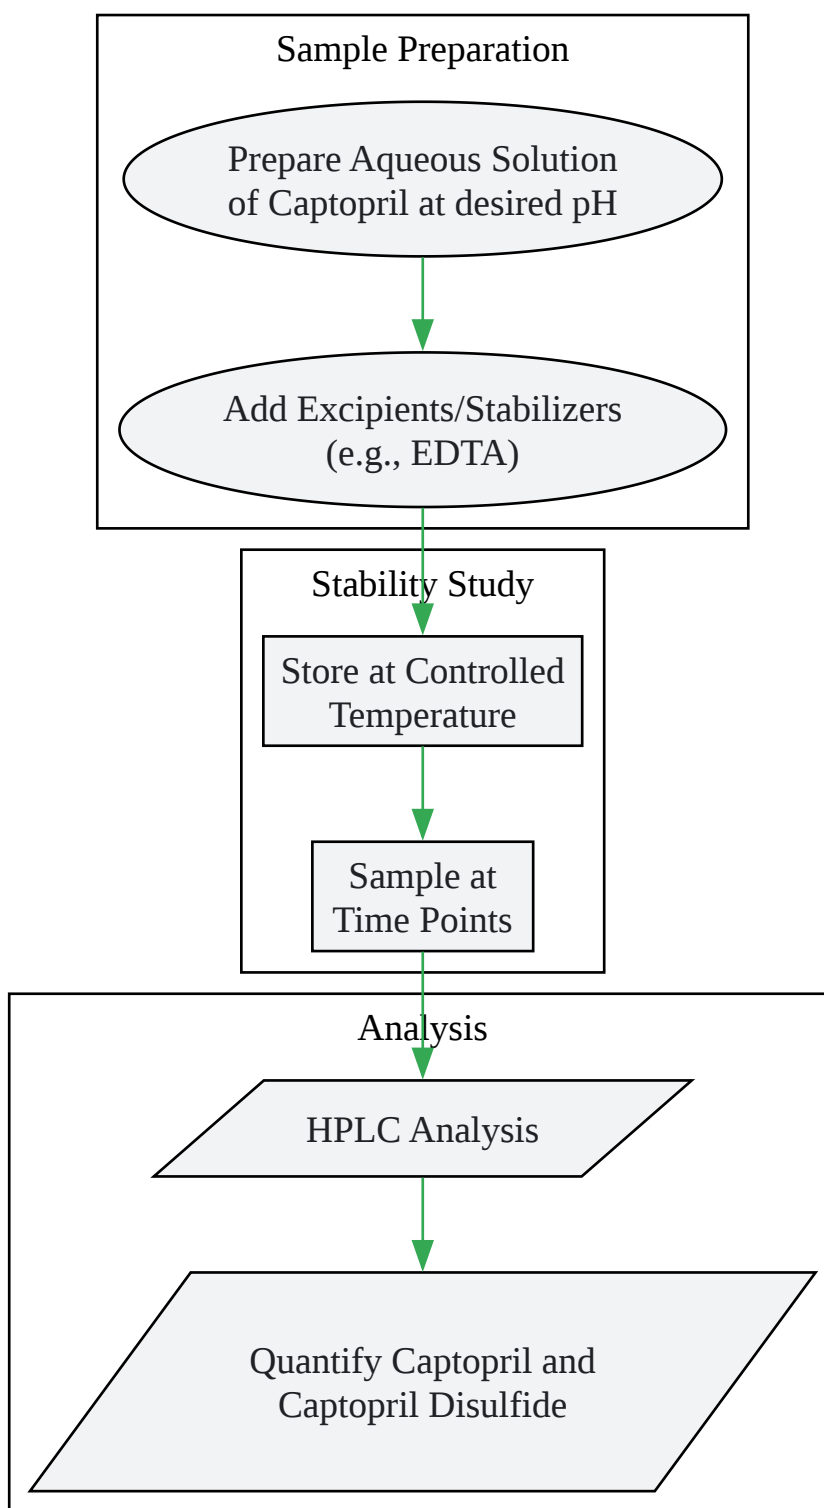 Sample Preparation
Prepare Aqueous Solution
of Captopril at desired pH
Add Excipients/Stabilizers
(e.g., EDTA)
Stability Study
Store at Controlled
Temperature
Sample at
Time Points
Analysis
HPLC Analysis
Quantify Captopril and
Captopril Disulfide